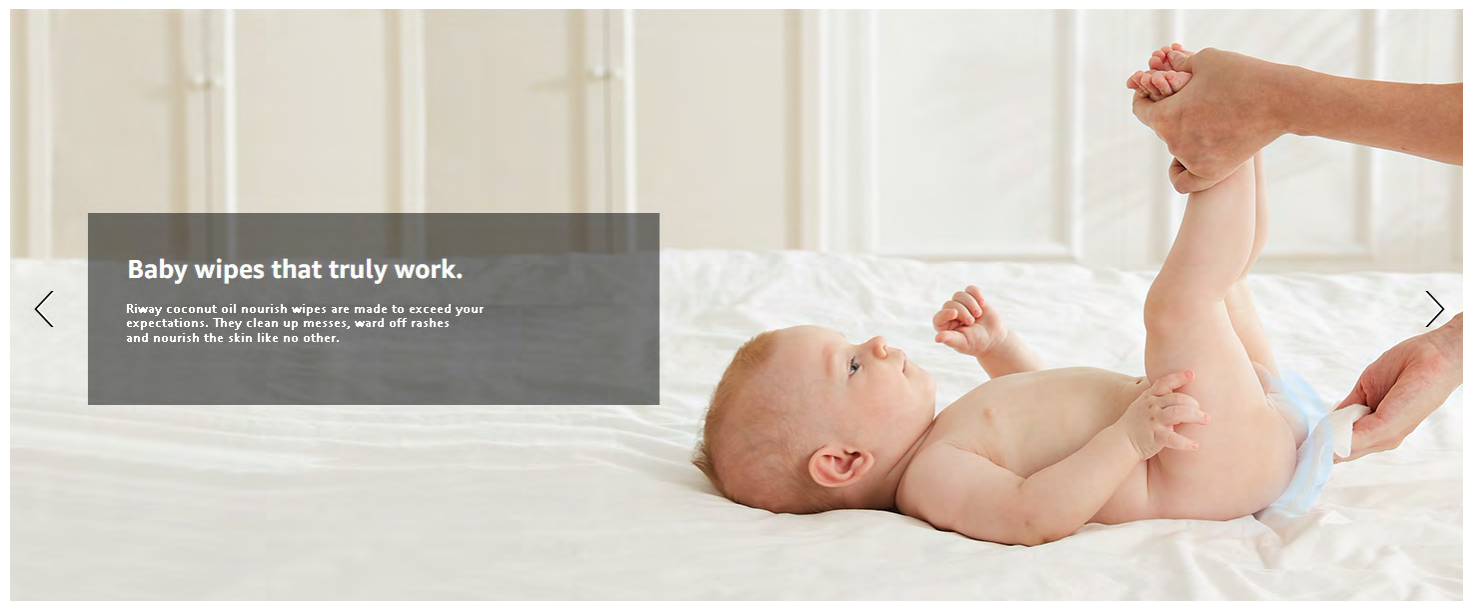 Baby wipes that truly work.
Riway coconut oil nourish wipes are made to exceed your
expectations. They clean up messes, ward off rashes
and nourish the skin like no other.